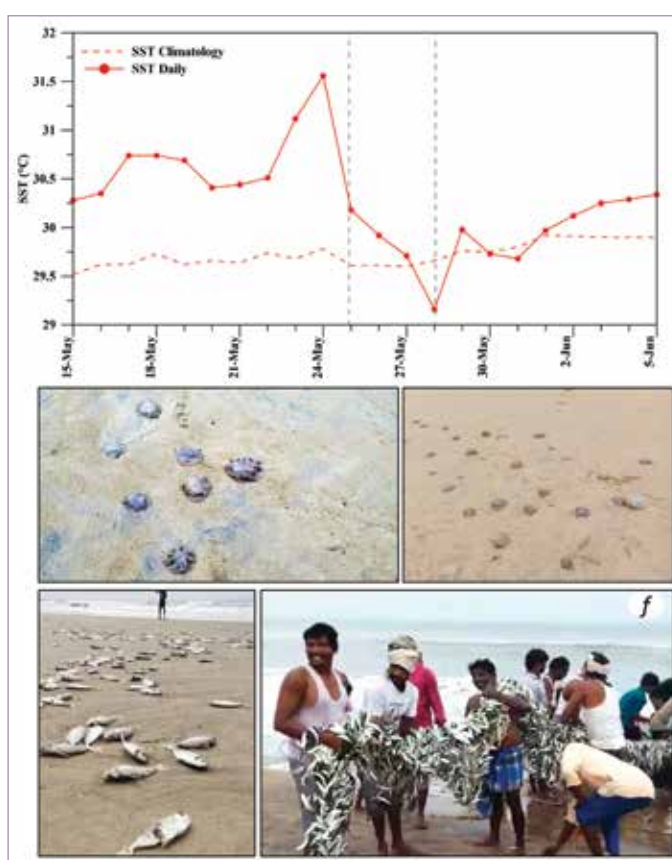 32
SST Climatology
SST Daily
31.5
31
30.5
30
29.5
29
SST (°C)
15-May
18-May
21-May
24-May
27-May
30-May
2-Jun
5-Jun
f